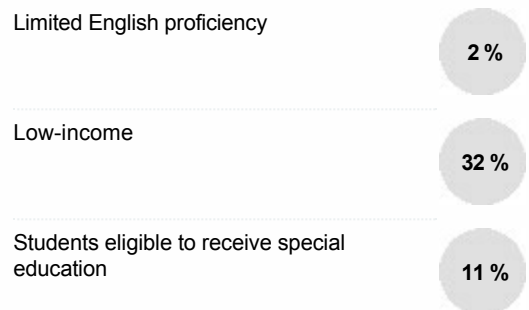 Limited English proficiency
2 %
Low-income
32 %
Students eligible to receive special
education
11 %